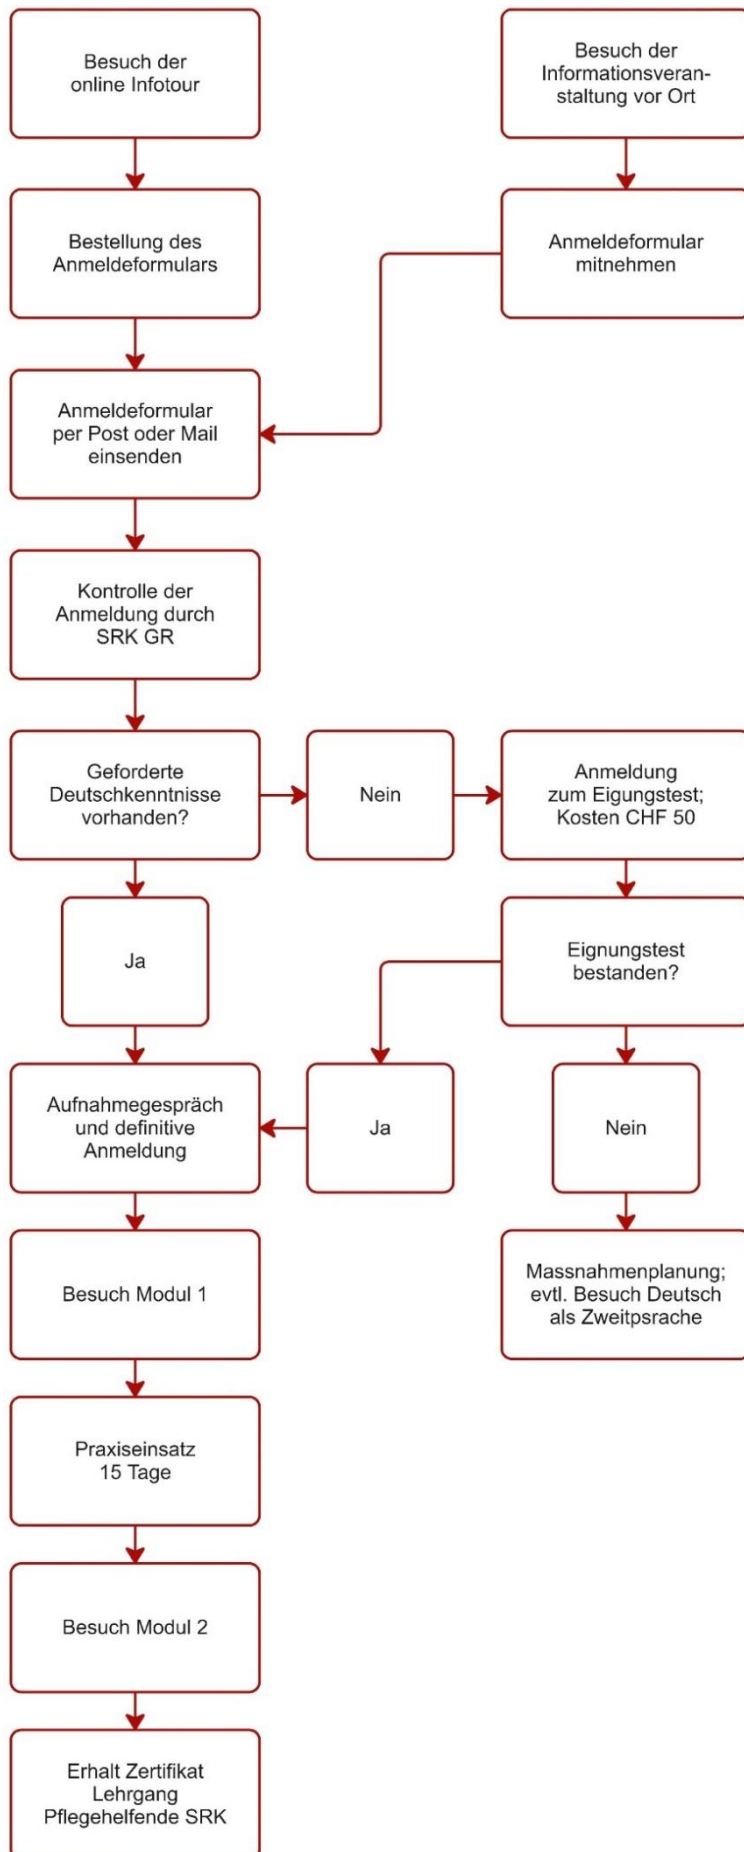 Besuch der
online Infotour
Besuch der
Informationsveran-
staltung vor Ort
Bestellung des
Anmeldeformulars
Anmeldeformular
mitnehmen
Anmeldeformular
per Post oder Mail
einsenden
Kontrolle der
Anmeldung durch
SRK GR
Geforderte
Deutschkenntnisse
vorhanden?
Nein
Anmeldung
zum Eigungstest;
Kosten CHF 50
Ja
Eignungstest
bestanden?
Aufnahmegespräch
und definitive
Anmeldung
Ja
Nein
Besuch Modul 1
Massnahmenplanung;
evtl. Besuch Deutsch
als Zweitpsrache
Praxiseinsatz
15 Tage
Besuch Modul 2
Erhalt Zertifikat
Lehrgang
Pflegehelfende SRK